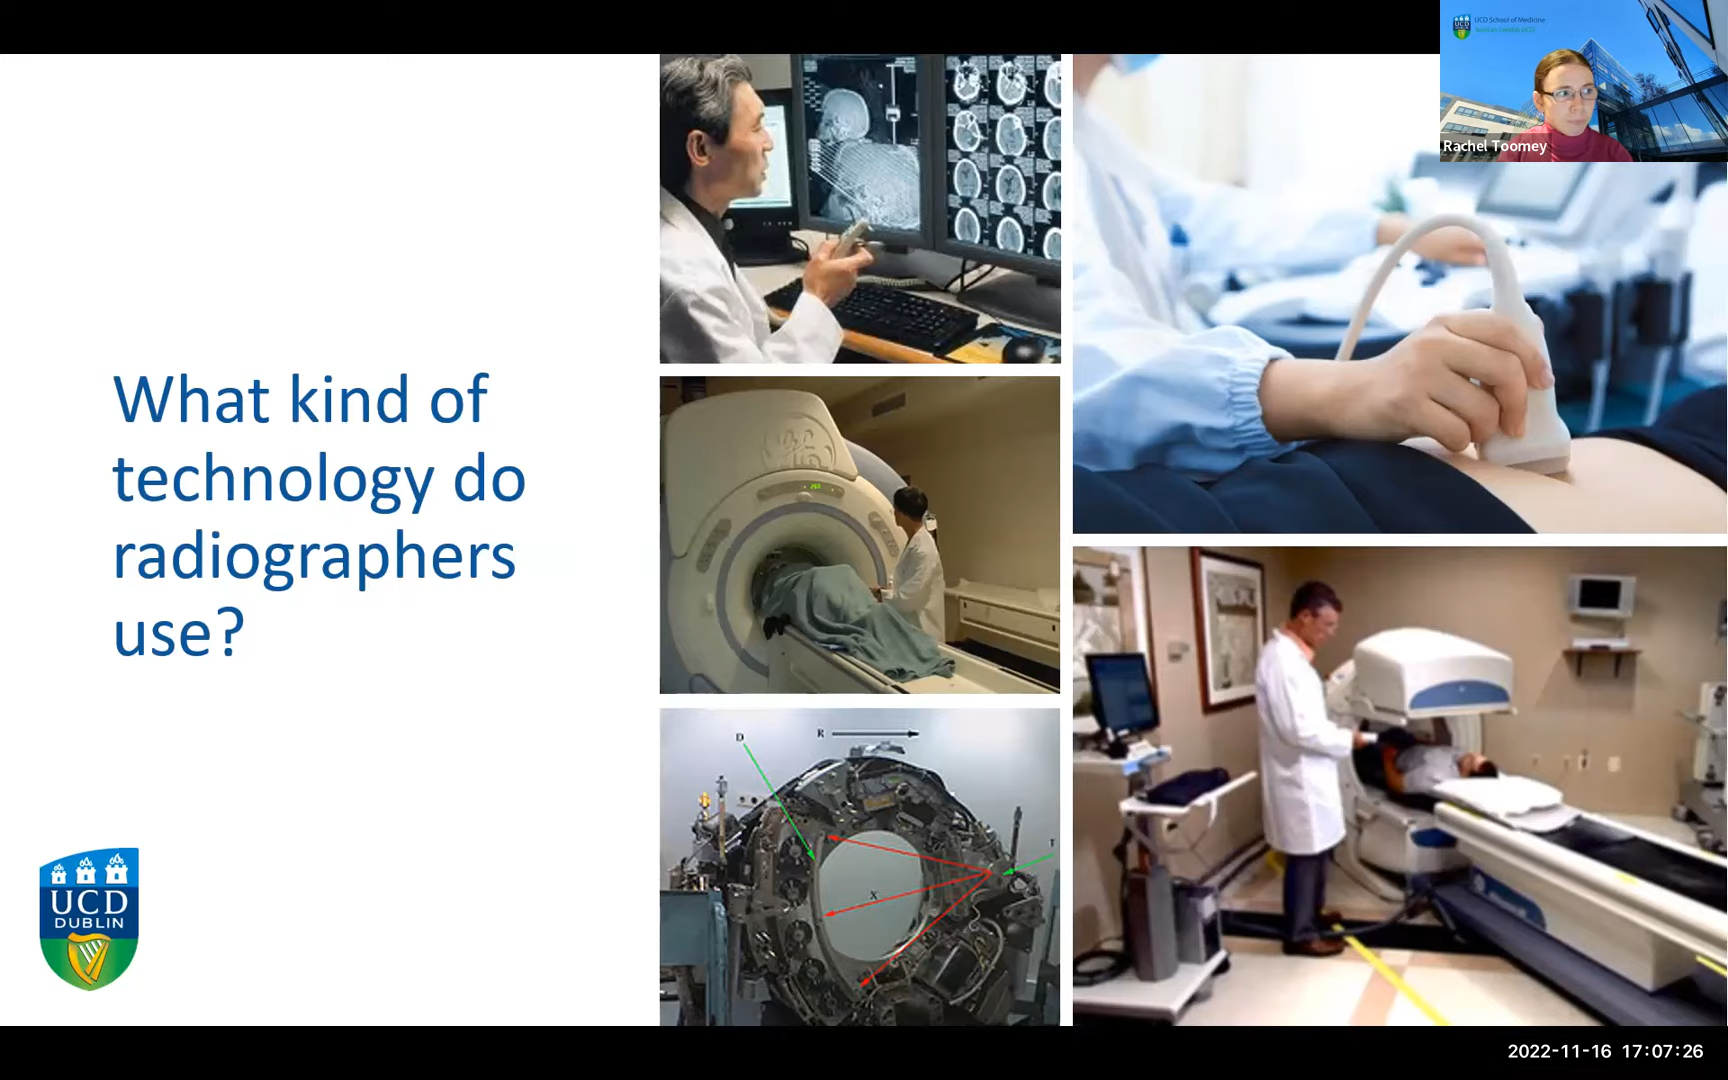 UCD School of Medicine
Rachel Toomey
What kind of
technology do
radiographers
use?
D
R
X
T
UCD
DUBLIN
2022-11-16 17:07:26